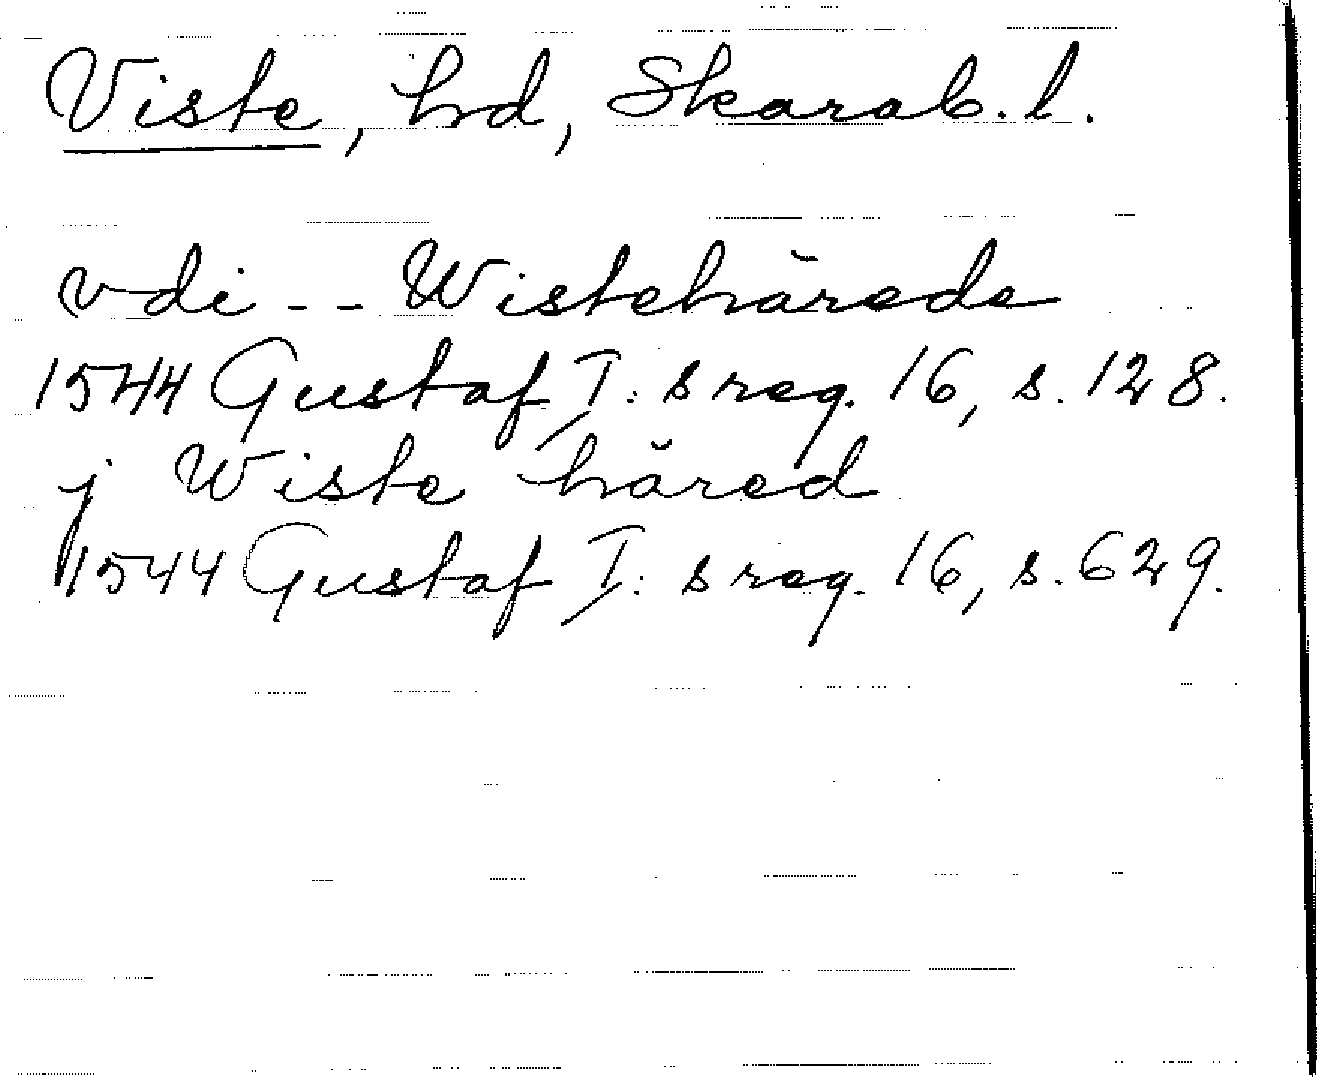 Viste, hd, Skarab. l.
vdi -- Wistehärede
1544 Gustaf I:s reg. 16, s. 128.
j Wiste häred
1544 Gustaf I:s reg. 16, s. 629.